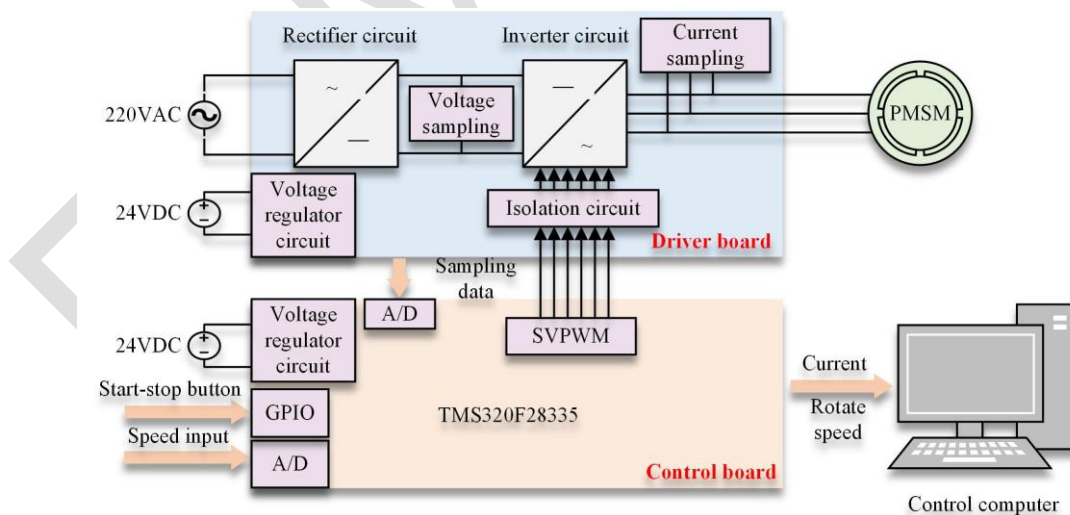 Rectifier circuit
Inverter circuit
Current
sampling
220VAC
~
—
Voltage
sampling
—
~
PMSM
24VDC
+
−
Voltage
regulator
circuit
Isolation circuit
Driver board
Sampling
data
24VDC
+
−
Voltage
regulator
circuit
A/D
SVPWM
Start-stop button
GPIO
TMS320F28335
Speed input
A/D
Control board
Current
Rotate
speed
Control computer